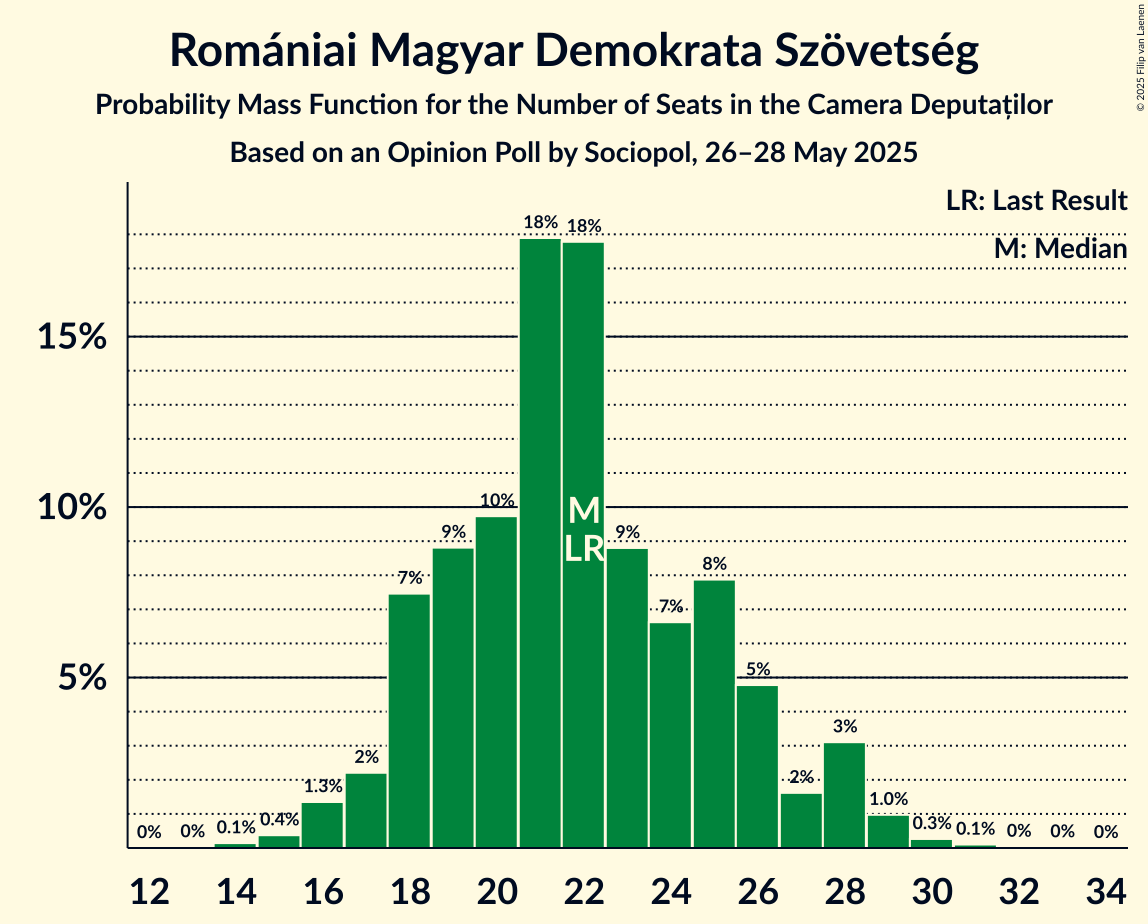 Romániai Magyar Demokrata Szövetség
Probability Mass Function for the Number of Seats in the Camera Deputaților
Based on an Opinion Poll by Sociopol, 26–28 May 2025
© 2025 Filip van Laenen
LR: Last Result
M: Median
15%
10%
5%
0% 0% 0.1% 0.4% 1.3% 2% 7% 9% 10% 18% 18% 9% 7% 8% 5% 2% 3% 1.0% 0.3% 0.1% 0% 0% 0%
M
LR
12 14 16 18 20 22 24 26 28 30 32 34